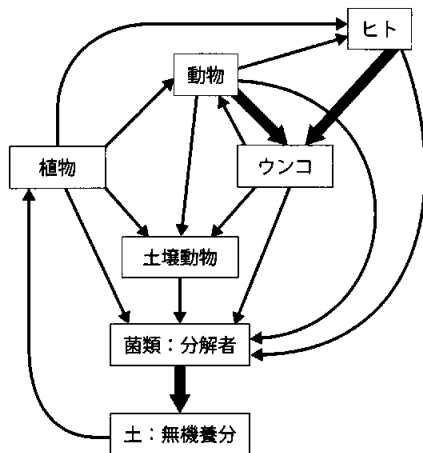 ヒト
動物
植物
ウンコ
土壌動物
菌類：分解者
土：無機養分